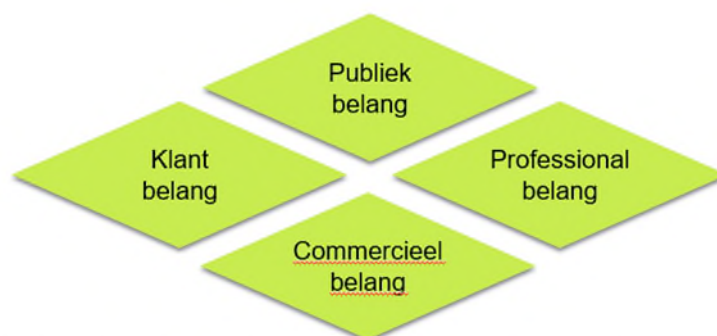 Publiek
belang
Klant
belang
Professional
belang
Commercieel
belang